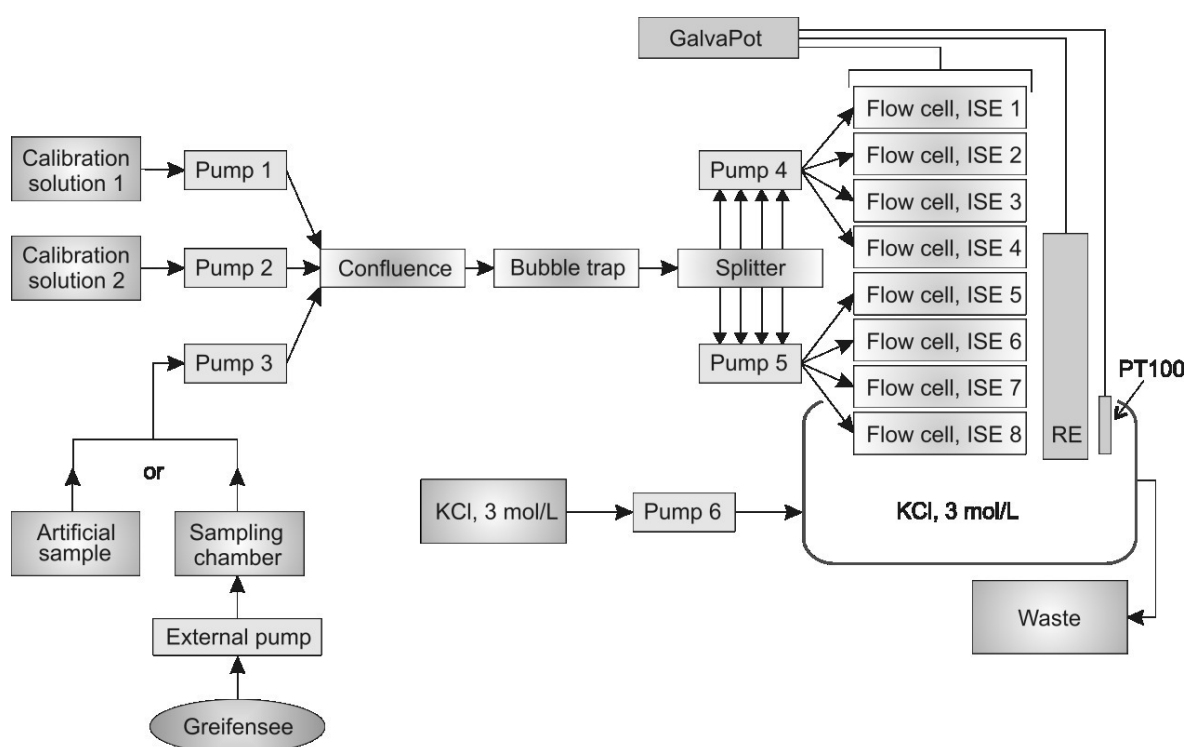 GalvaPot
Flow cell, ISE 1
Flow cell, ISE 2
Flow cell, ISE 3
Flow cell, ISE 4
Flow cell, ISE 5
Flow cell, ISE 6
Flow cell, ISE 7
Flow cell, ISE 8
Calibration
solution 1
Pump 1
Calibration
solution 2
Pump 2
Pump 3
Confluence
Bubble trap
Splitter
Pump 4
Pump 5
PT100
RE
or
Artificial
sample
Sampling
chamber
External pump
Greifensee
KCl, 3 mol/L
Pump 6
KCl, 3 mol/L
Waste